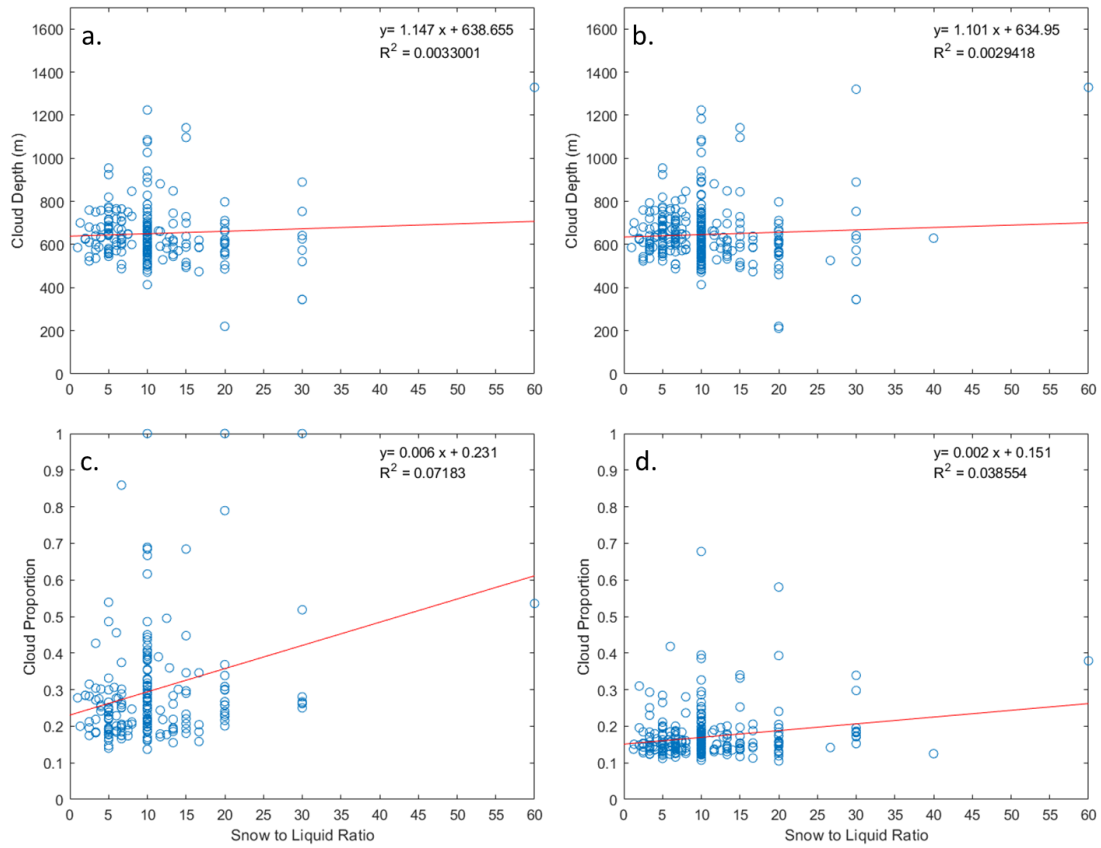 a.
y= 1.147 x + 638.655
R² = 0.0033001
Cloud Depth (m)
1600
1400
1200
1000
800
600
400
200
0
0 5 10 15 20 25 30 35 40 45 50 55 60
b.
y= 1.101 x + 634.95
R² = 0.0029418
Cloud Depth (m)
1600
1400
1200
1000
800
600
400
200
0
0 5 10 15 20 25 30 35 40 45 50 55 60
c.
y= 0.006 x + 0.231
R² = 0.07183
Cloud Proportion
1
0.9
0.8
0.7
0.6
0.5
0.4
0.3
0.2
0.1
0
0 5 10 15 20 25 30 35 40 45 50 55 60
Snow to Liquid Ratio
d.
y= 0.002 x + 0.151
R² = 0.038554
Cloud Proportion
1
0.9
0.8
0.7
0.6
0.5
0.4
0.3
0.2
0.1
0
0 5 10 15 20 25 30 35 40 45 50 55 60
Snow to Liquid Ratio